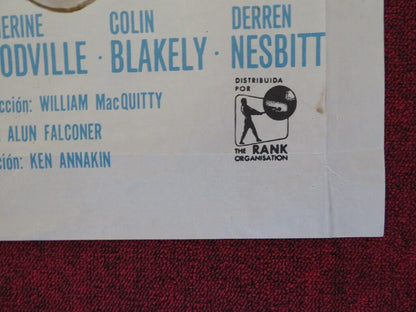 ERINE COLIN DERREN
ODVILLE · BLAKELY · NESBITT
DISTRIBUIDA
POR
cción: WILLIAM MacQUITTY
ALUN FALCONER
ción: KEN ANNAKIN
THE RANK
ORGANISATION